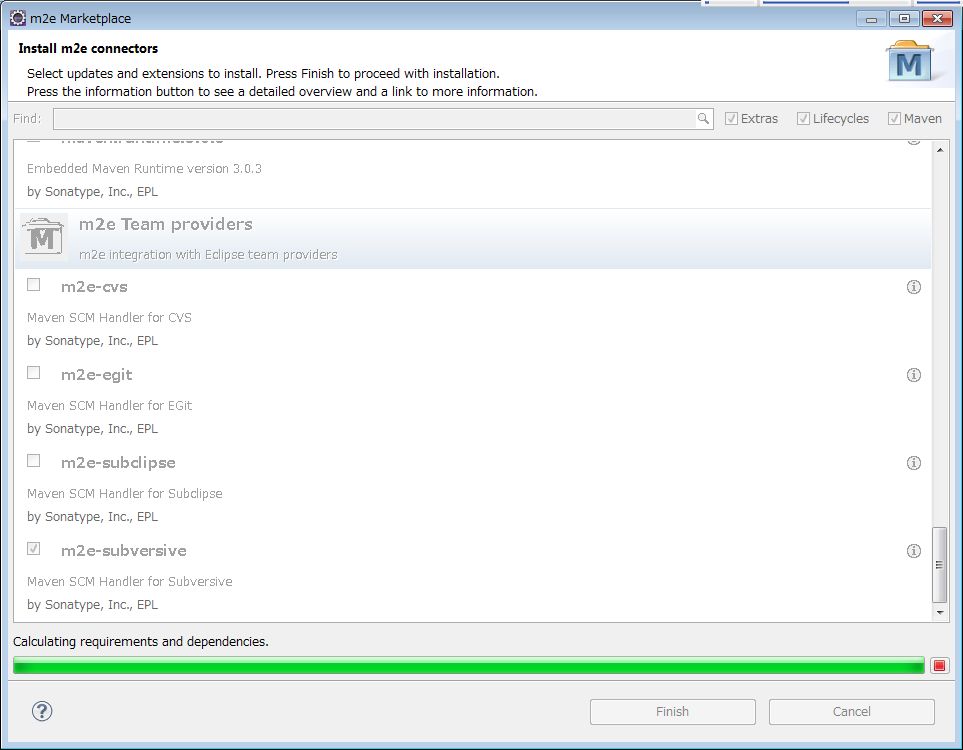 m2e Marketplace
Install m2e connectors
Select updates and extensions to install. Press Finish to proceed with installation.
Press the information button to see a detailed overview and a link to more information.
Find:
Extras
Lifecycles
Maven
Embedded Maven Runtime version 3.0.3
by Sonatype, Inc., EPL
M
m2e Team providers
m2e integration with Eclipse team providers
m2e-cvs
Maven SCM Handler for CVS
by Sonatype, Inc., EPL
m2e-egit
Maven SCM Handler for EGit
by Sonatype, Inc., EPL
m2e-subclipse
Maven SCM Handler for Subclipse
by Sonatype, Inc., EPL
m2e-subversive
Maven SCM Handler for Subversive
by Sonatype, Inc., EPL
Calculating requirements and dependencies.
Finish
Cancel